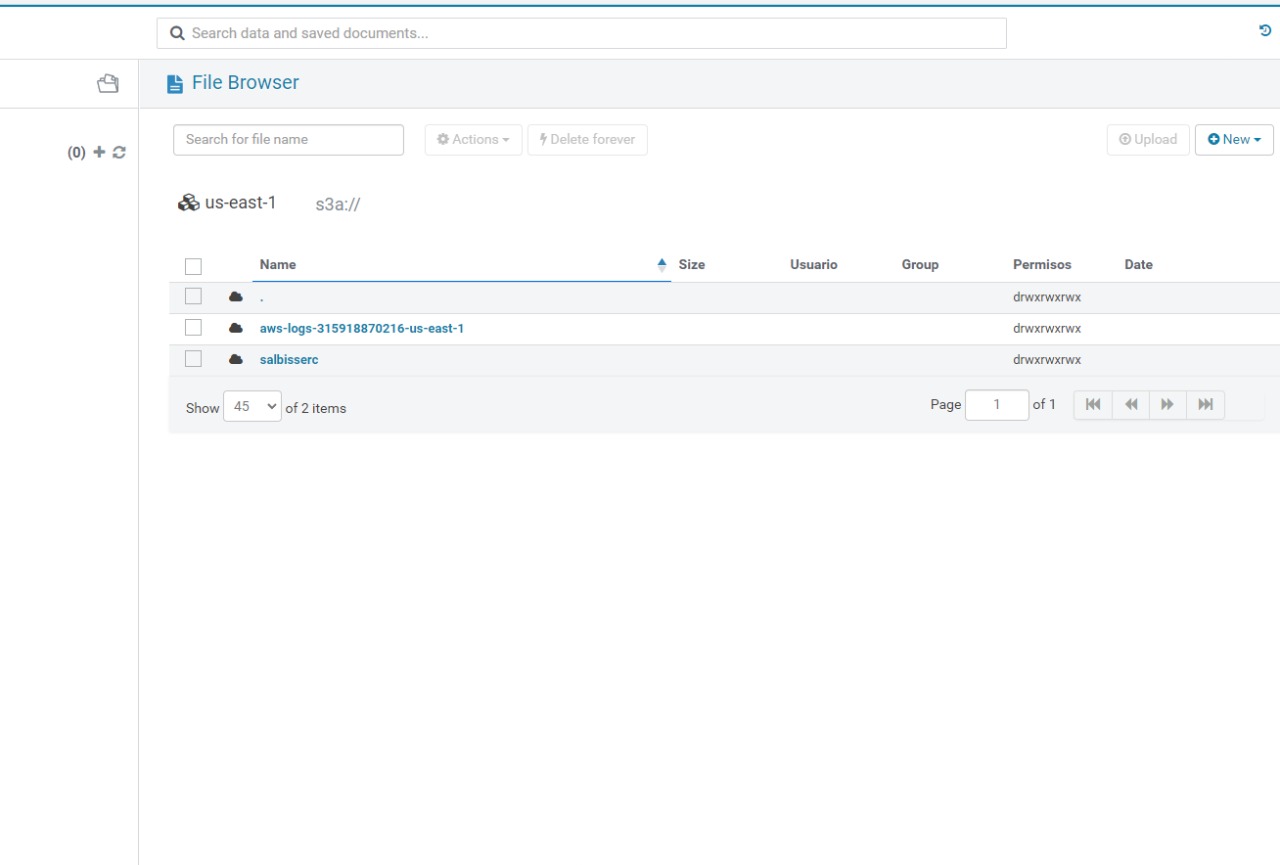 Search data and saved documents...
File Browser
(0)
Search for file name Actions Delete forever Upload New
us-east-1 s3a://
Name Size Usuario Group Permisos Date
. drwxrwxrwx
aws-logs-315918870216-us-east-1 drwxrwxrwx
salbisserc drwxrwxrwx
Show 45 of 2 items Page 1 of 1